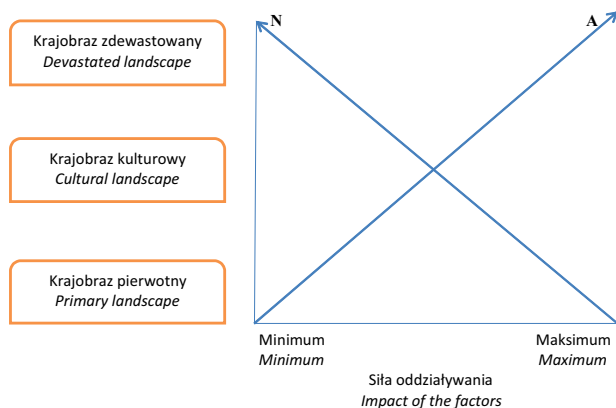 Krajobraz zdewastowany
Devastated landscape
N
A
Krajobraz kulturowy
Cultural landscape
Krajobraz pierwotny
Primary landscape
Minimum
Minimum
Maksimum
Maximum
Siła oddziaływania
Impact of the factors